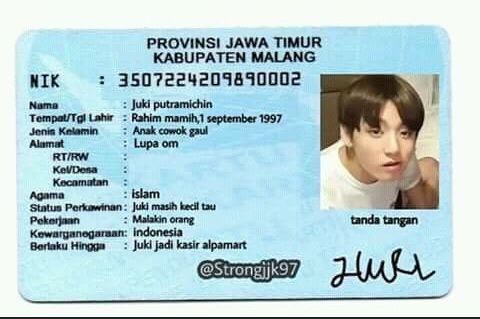 PROVINSI JAWA TIMUR
KABUPATEN MALANG
NIK : 3507224209890002
Nama : Juki putramichin
Tempat/Tgl Lahir : Rahim mamih,1 september 1997
Jenis Kelamin : Anak cowok gaul
Alamat : Lupa om
RT/RW :
Kel/Desa :
Kecamatan :
Agama : islam
Status Perkawinan: Juki masih kecil tau
Pekerjaan : Malakin orang
Kewarganegaraan: indonesia
Berlaku Hingga : Juki jadi kasir alpamart
tanda tangan
@Strongjjk97